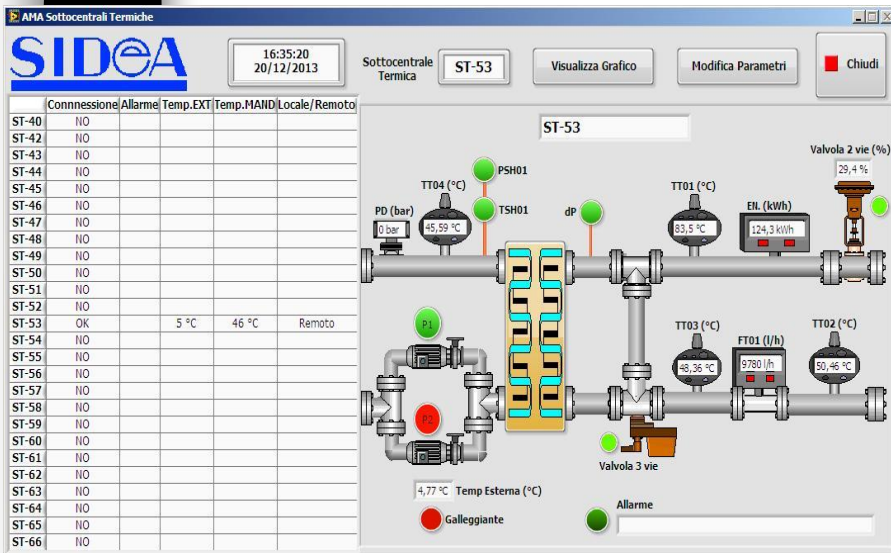 AMA Sottocentrali Termiche
SIDeA
16:35:20
20/12/2013
Sottocentrale
Termica
ST-53
Visualizza Grafico
Modifica Parametri
Chiudi
Connnessione Allarme Temp.EXT Temp.MAND Locale/Remoto
ST-40 NO
ST-42 NO
ST-43 NO
ST-44 NO
ST-45 NO
ST-46 NO
ST-47 NO
ST-48 NO
ST-49 NO
ST-50 NO
ST-51 NO
ST-52 NO
ST-53 OK 5 °C 46 °C Remoto
ST-54 NO
ST-55 NO
ST-56 NO
ST-57 NO
ST-58 NO
ST-59 NO
ST-60 NO
ST-61 NO
ST-62 NO
ST-63 NO
ST-64 NO
ST-65 NO
ST-66 NO
ST-53
Valvola 2 vie (%)
29,4 %
PSH01
TT04 (°C)
45,59 °C
TT01 (°C)
83,5 °C
PD (bar)
0 bar
TSH01
dP
EN. (kWh)
124,3 kWh
P1
TT03 (°C)
48,36 °C
FT01 (l/h)
9780 l/h
TT02 (°C)
50,46 °C
P2
Valvola 3 vie
4,77 °C Temp Esterna (°C)
Galleggiante
Allarme